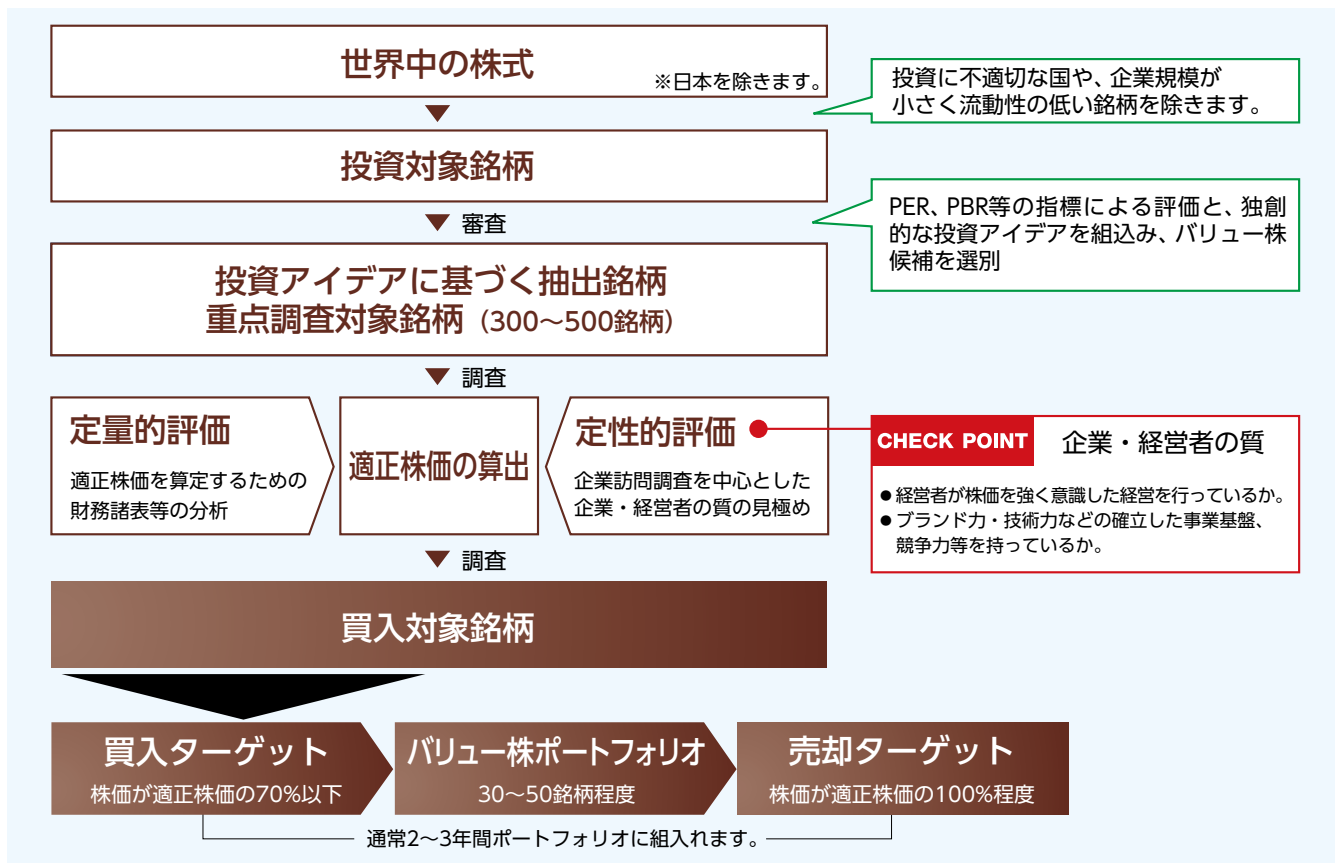 世界中の株式
※日本を除きます。
投資に不適切な国や、企業規模が
小さく流動性の低い銘柄を除きます。
投資対象銘柄
審査
PER、PBR等の指標による評価と、独創
的な投資アイデアを組込み、バリュー株
候補を選別
投資アイデアに基づく抽出銘柄
重点調査対象銘柄（300〜500銘柄）
調査
定量的評価
適正株価を算定するための
財務諸表等の分析
適正株価の算出
定性的評価
企業訪問調査を中心とした
企業・経営者の質の見極め
CHECK POINT 企業・経営者の質
● 経営者が株価を強く意識した経営を行っているか。
● ブランド力・技術力などの確立した事業基盤、
競争力等を持っているか。
調査
買入対象銘柄
買入ターゲット
株価が適正株価の70%以下
バリュー株ポートフォリオ
30〜50銘柄程度
売却ターゲット
株価が適正株価の100%程度
通常2〜3年間ポートフォリオに組入れます。